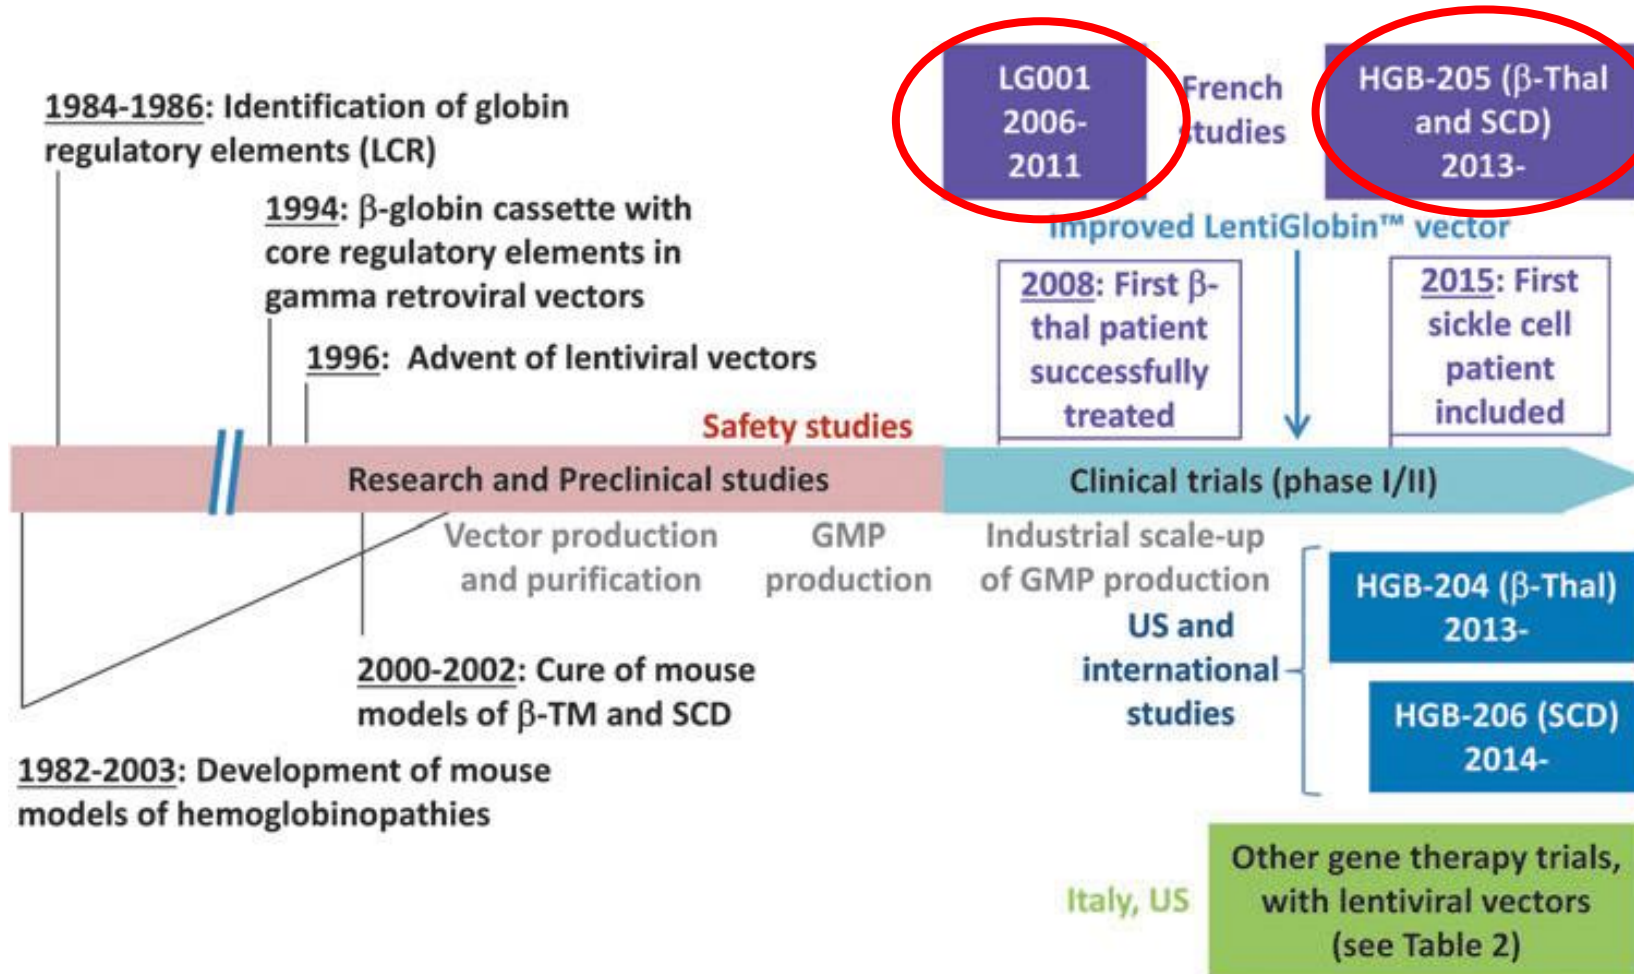 LG001
2006-
2011
French
studies
HGB-205 (β-Thal
and SCD)
2013-
1984-1986: Identification of globin
regulatory elements (LCR)
1994: β-globin cassette with
core regulatory elements in
gamma retroviral vectors
1996: Advent of lentiviral vectors
Improved LentiGlobin™ vector
2008: First β-
thal patient
successfully
treated
2015: First
sickle cell
patient
included
Safety studies
Research and Preclinical studies
Clinical trials (phase I/II)
Vector production
and purification
GMP
production
Industrial scale-up
of GMP production
2000-2002: Cure of mouse
models of β-TM and SCD
1982-2003: Development of mouse
models of hemoglobinopathies
US and
international
studies
HGB-204 (β-Thal)
2013-
HGB-206 (SCD)
2014-
Italy, US
Other gene therapy trials,
with lentiviral vectors
(see Table 2)